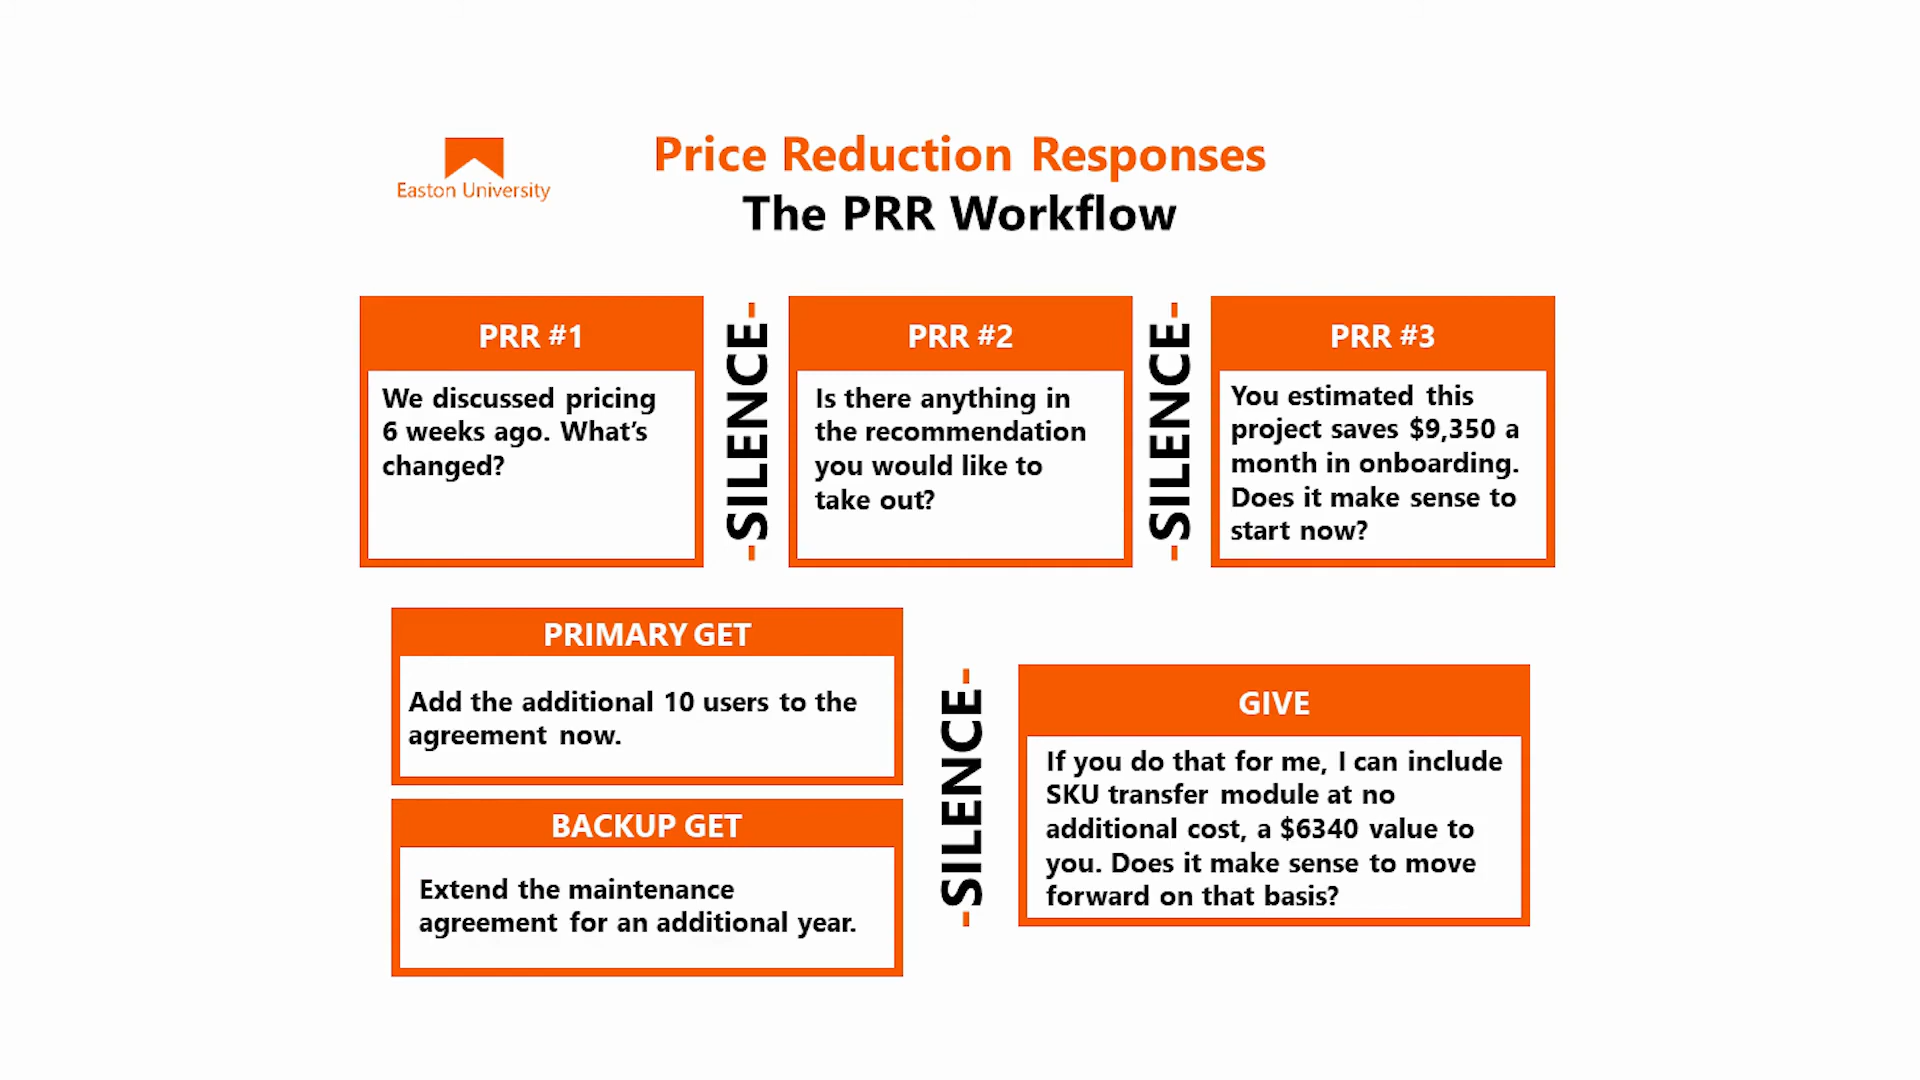 Easton University
Price Reduction Responses
The PRR Workflow
PRR #1
We discussed pricing
6 weeks ago. What’s
changed?
-SILENCE-
PRR #2
Is there anything in
the recommendation
you would like to
take out?
-SILENCE-
PRR #3
You estimated this
project saves $9,350 a
month in onboarding.
Does it make sense to
start now?
PRIMARY GET
Add the additional 10 users to the
agreement now.
BACKUP GET
Extend the maintenance
agreement for an additional year.
-SILENCE-
GIVE
If you do that for me, I can include
SKU transfer module at no
additional cost, a $6340 value to
you. Does it make sense to move
forward on that basis?